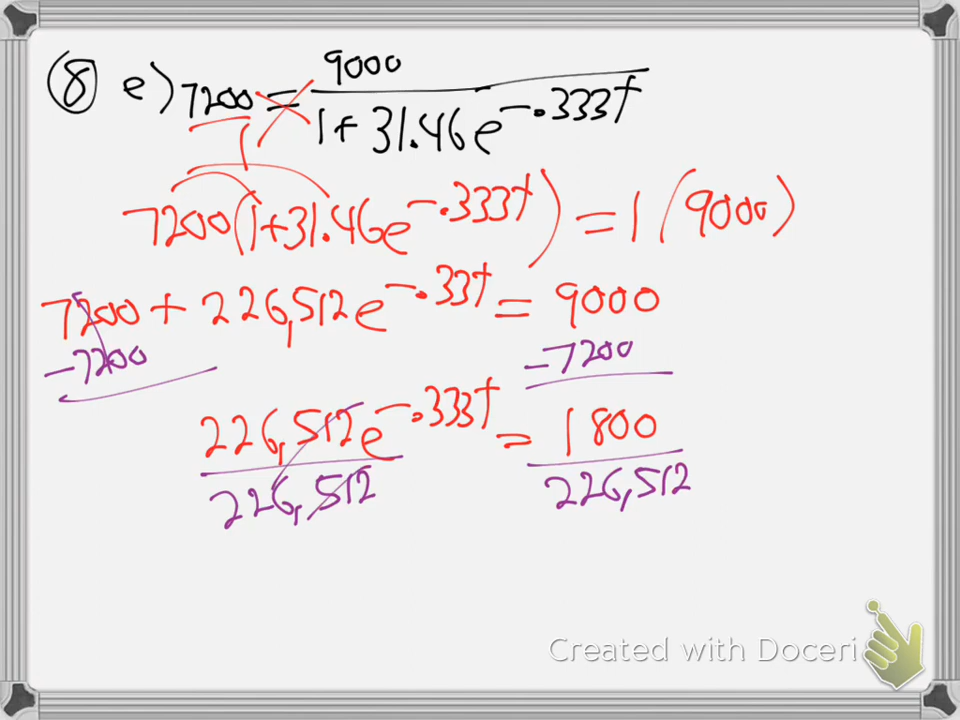 ⑧ e) 7200/1 = 9000/(1 + 31.46e^-.333t)
7200(1+31.46e^-.333t) = 1(9000)
7200 + 226,512e^-.33t = 9000
-7200 -7200
226,512e^-.333t = 1800
226,512 226,512
Created with Doceri